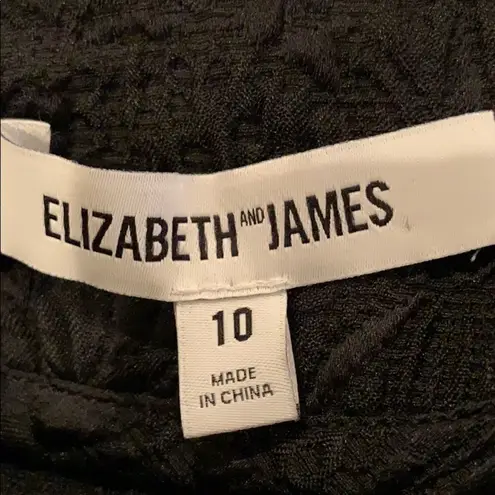 ELIZABETH AND JAMES
10
MADE
IN CHINA